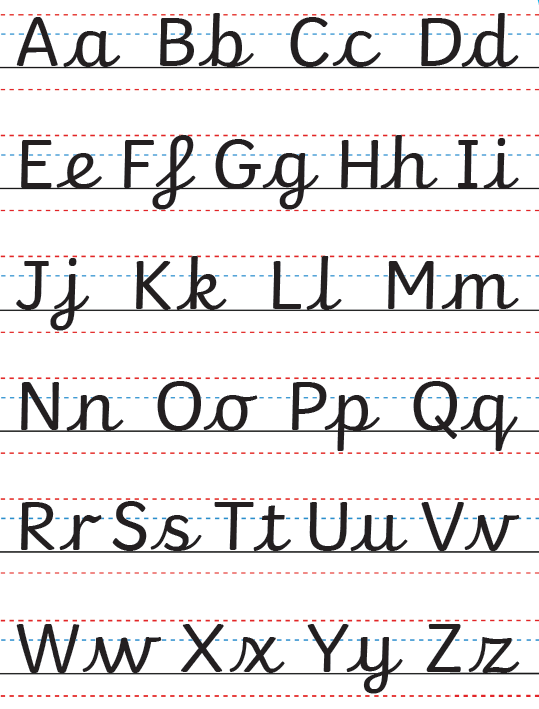 Aa Bb Cc Dd
Ee Ff Gg Hh Ii
Jj Kk Ll Mm
Nn Oo Pp Qq
Rr Ss Tt Uu Vv
Ww Xx Yy Zz